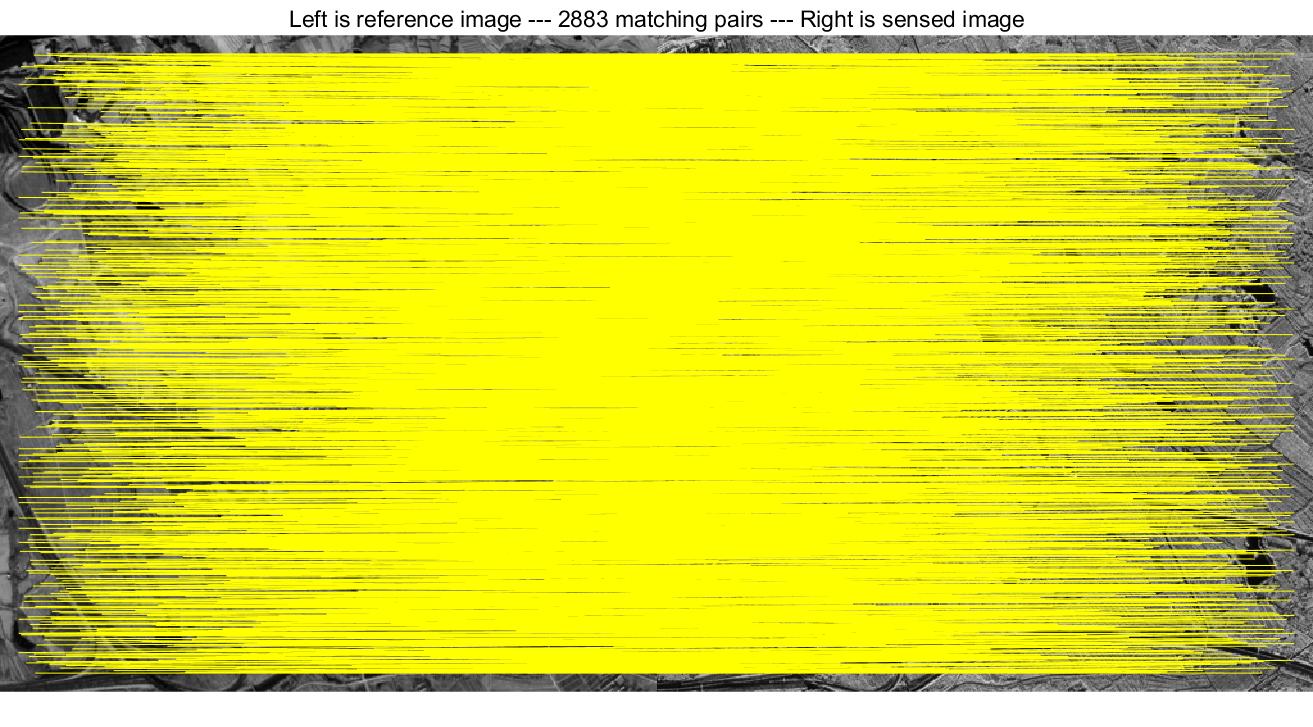 Left is reference image --- 2883 matching pairs --- Right is sensed image